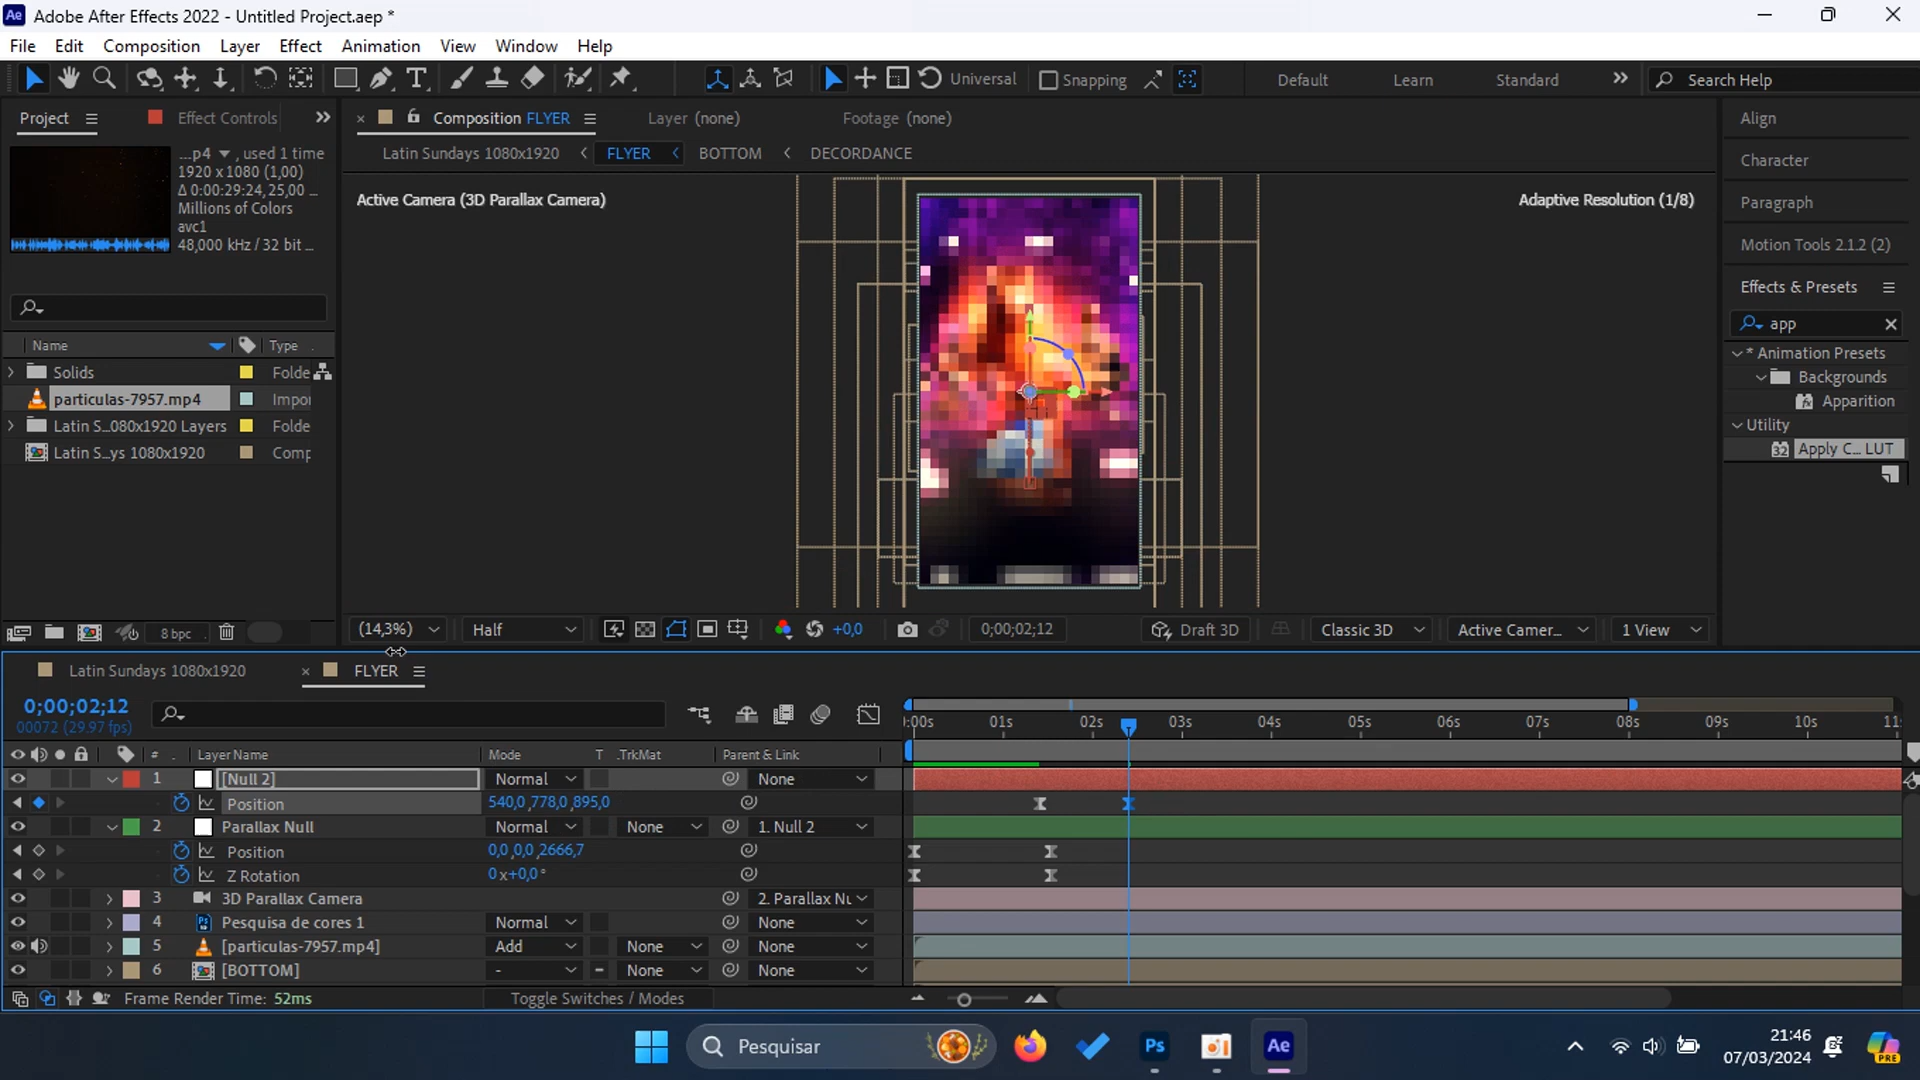 Adobe After Effects 2022 - Untitled Project.aep *
File Edit Composition Layer Effect Animation View Window Help
Universal Snapping Default Learn Standard Search Help
Project Effect Controls
...p4 , used 1 time
1920 x 1080 (1,00)
Δ 0:00:29:24, 25,00 ...
Millions of Colors
avc1
48,000 kHz / 32 bit ...
Name Type
Solids Folde
particulas-7957.mp4 Impo
Latin S...080x1920 Layers Folde
Latin S...ys 1080x1920 Comp
8 bpc
Composition FLYER Layer (none) Footage (none)
Latin Sundays 1080x1920 FLYER BOTTOM DECORDANCE
Active Camera (3D Parallax Camera) Adaptive Resolution (1/8)
(14,3%) Half +0,0 0;00;02;12 Draft 3D Classic 3D Active Camer... 1 View
Align
Character
Paragraph
Motion Tools 2.1.2 (2)
Effects & Presets
app
* Animation Presets
Backgrounds
Apparition
Utility
32 Apply C... LUT
Latin Sundays 1080x1920 FLYER
0;00;02;12
00072 (29.97 fps)
:00s 01s 02s 03s 04s 05s 06s 07s 08s 09s 10s 11
# Layer Name Mode T .TrkMat Parent & Link
1 [Null 2] Normal None
Position 540,0,778,0,895,0
2 Parallax Null Normal None 1. Null 2
Position 0,0,0,0,2666,7
Z Rotation 0x+0,0°
3 3D Parallax Camera 2. Parallax Nu
4 Pesquisa de cores 1 Normal None
5 [particulas-7957.mp4] Add None None
6 [BOTTOM] - None None
Frame Render Time: 52ms Toggle Switches / Modes
Pesquisar
Ps Ae
21:46
07/03/2024
PRE